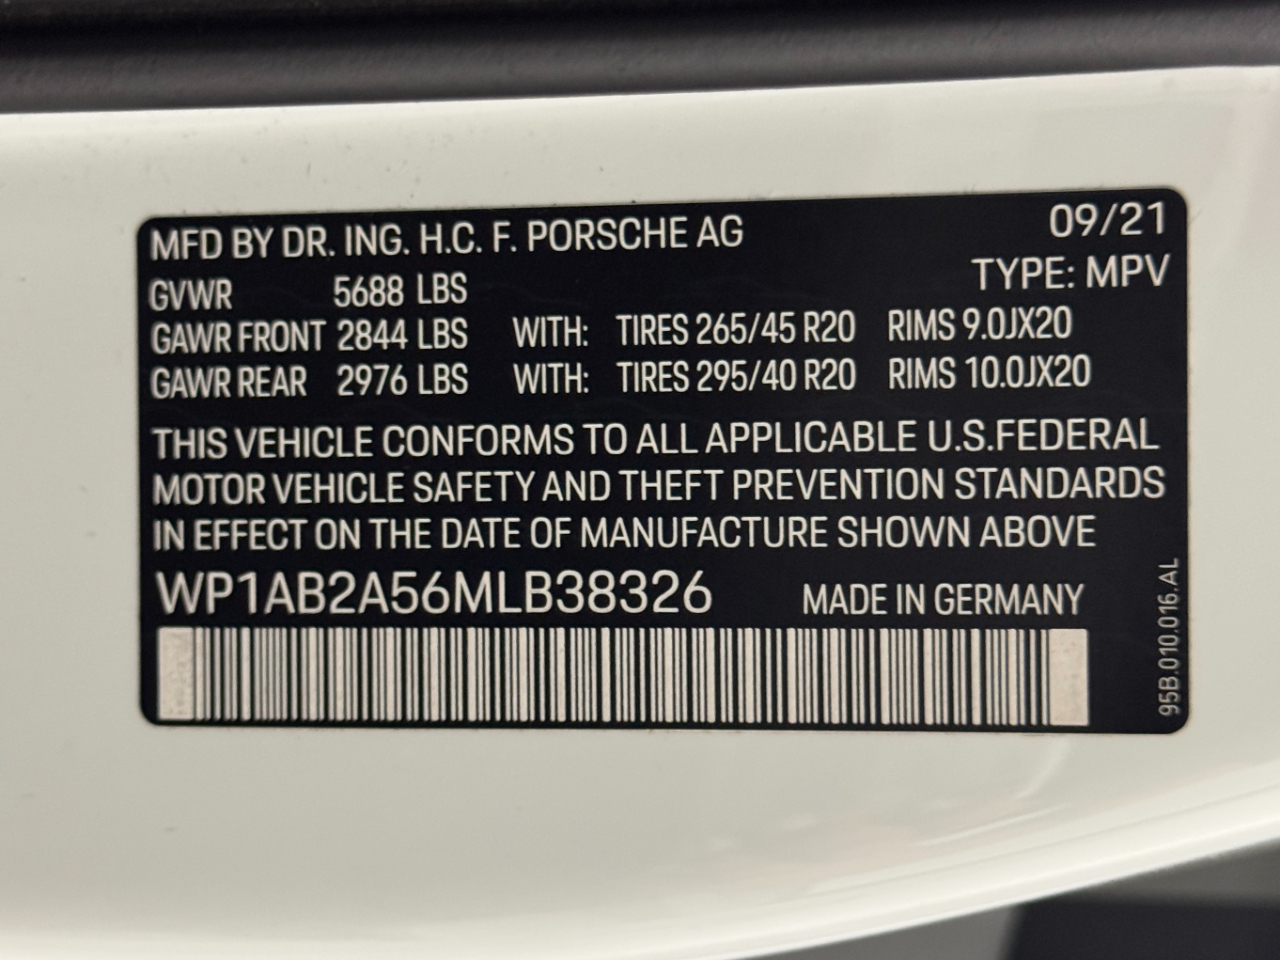 MFD BY DR. ING. H.C. F. PORSCHE AG 09/21
TYPE: MPV
GVWR 5688 LBS
GAWR FRONT 2844 LBS WITH: TIRES 265/45 R20 RIMS 9.0JX20
GAWR REAR 2976 LBS WITH: TIRES 295/40 R20 RIMS 10.0JX20
THIS VEHICLE CONFORMS TO ALL APPLICABLE U.S.FEDERAL
MOTOR VEHICLE SAFETY AND THEFT PREVENTION STANDARDS
IN EFFECT ON THE DATE OF MANUFACTURE SHOWN ABOVE
WP1AB2A56MLB38326 MADE IN GERMANY
95B.010.016.AL